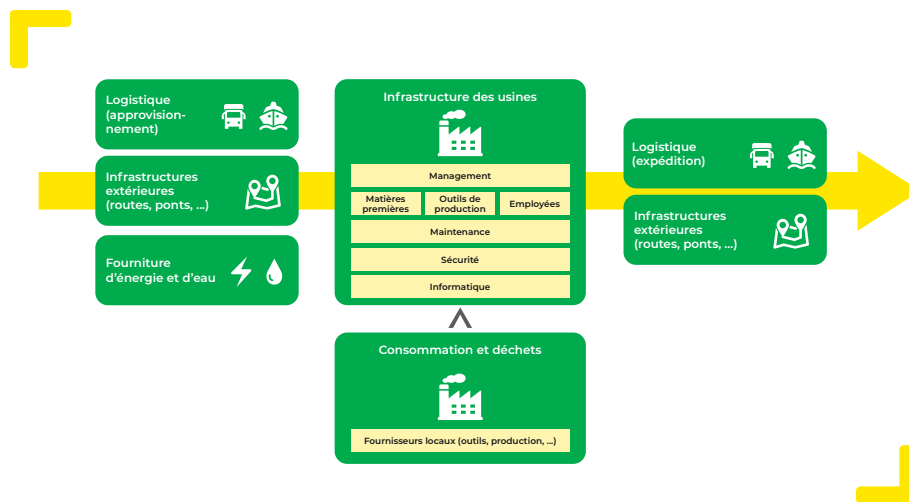 Logistique
(approvision-
nement)
Infrastructures
extérieures
(routes, ponts, ...)
Fourniture
d'énergie et d'eau
Infrastructure des usines
Management
Matières
premières
Outils de
production
Employées
Maintenance
Sécurité
Informatique
Consommation et déchets
Fournisseurs locaux (outils, production, ...)
Logistique
(expédition)
Infrastructures
extérieures
(routes, ponts, ...)